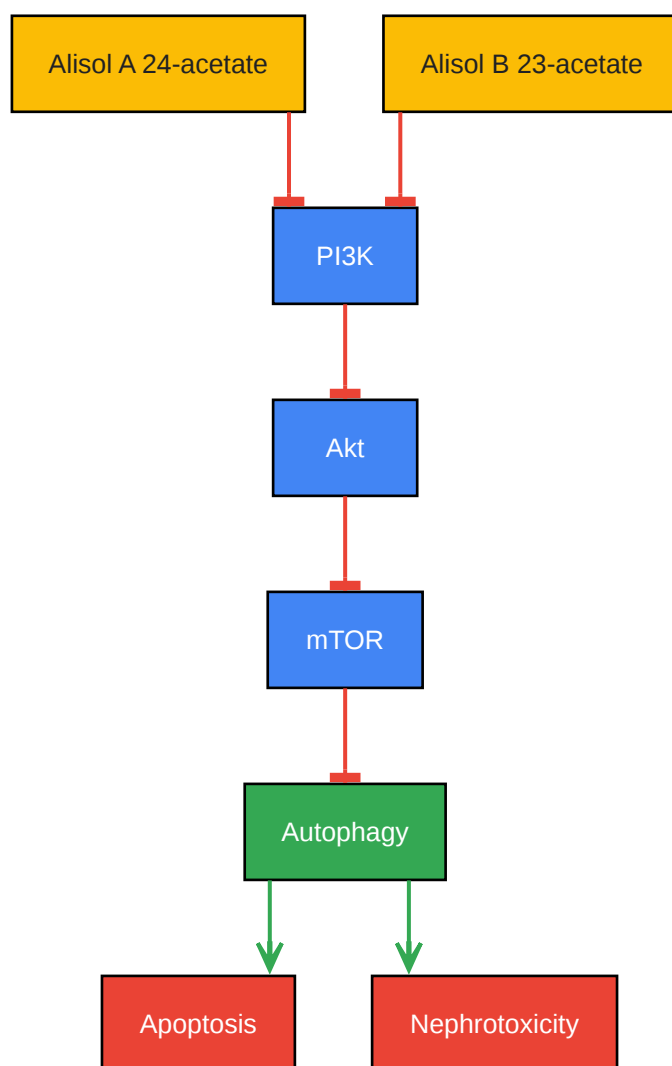 Alisol A 24-acetate
Alisol B 23-acetate
PI3K
Akt
mTOR
Autophagy
Apoptosis
Nephrotoxicity